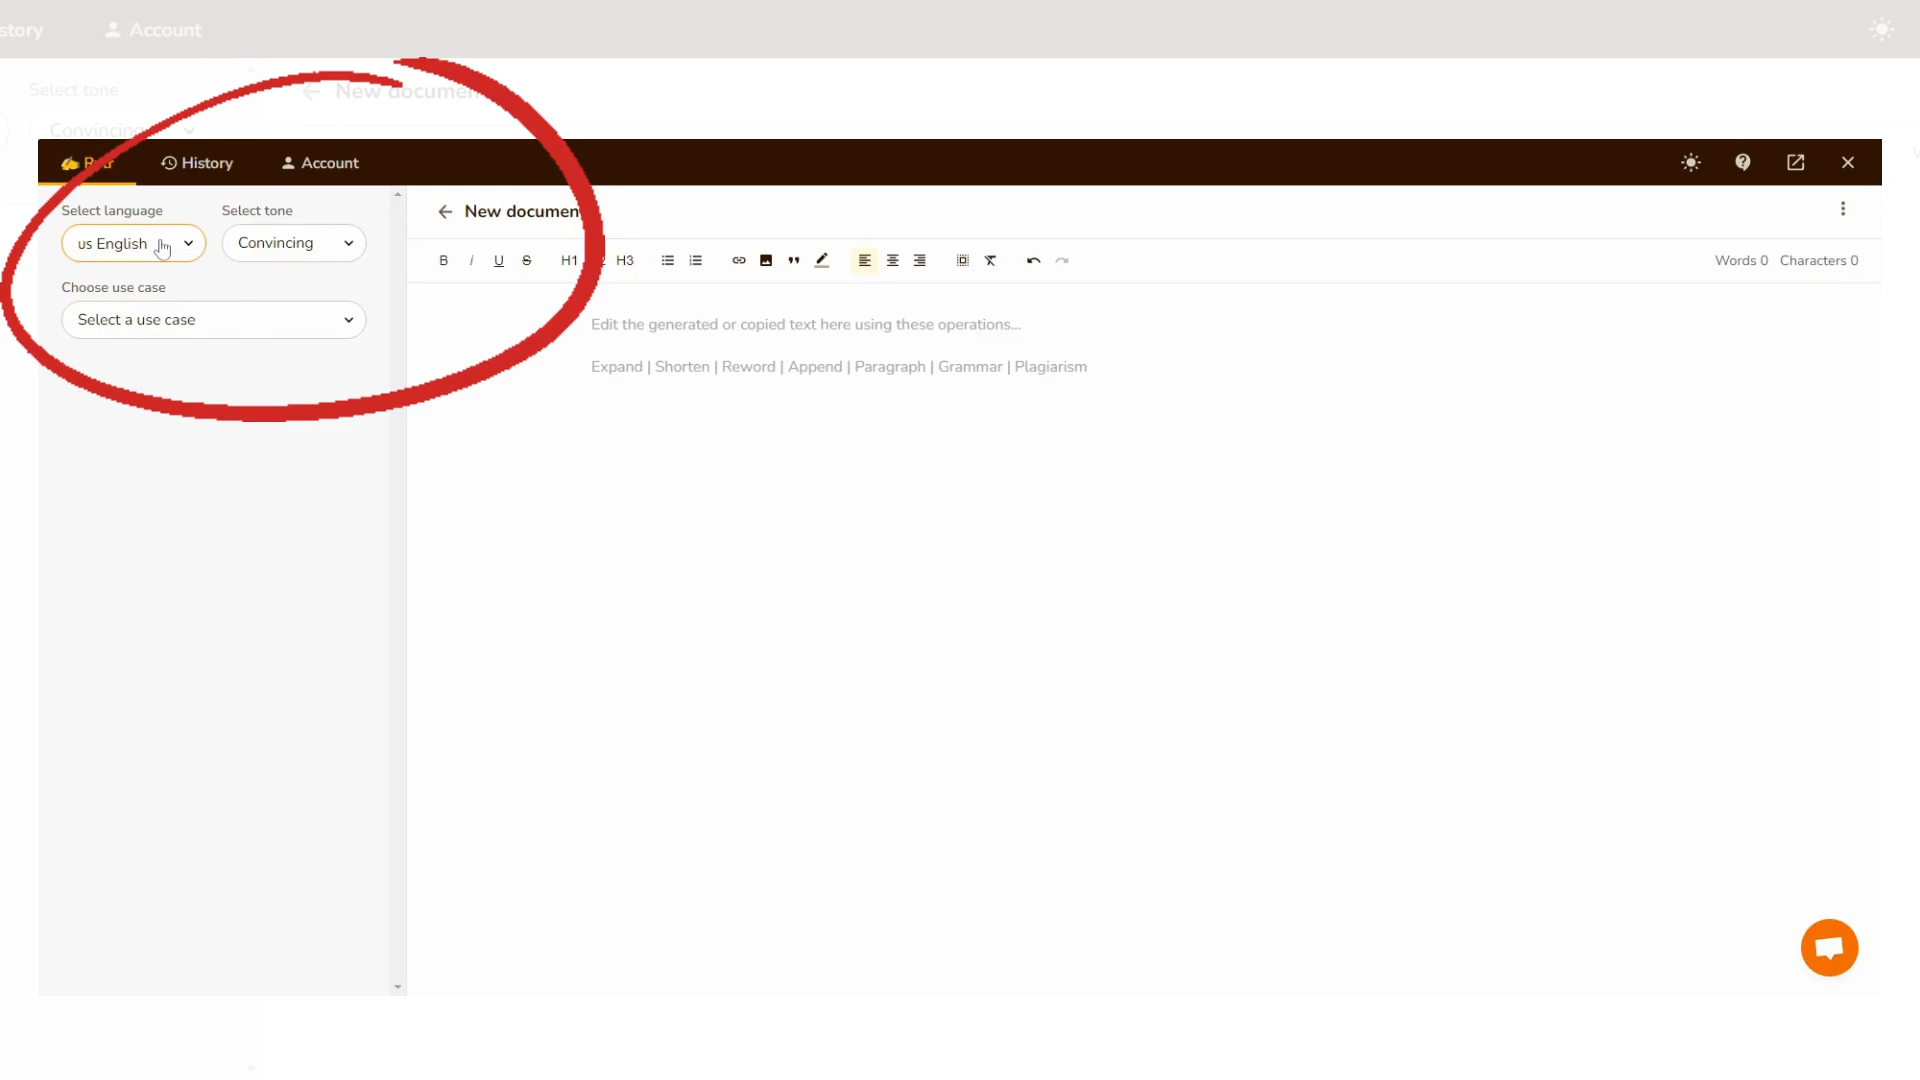 story Account
Select tone
New documen
Convincing
History Account
Select language Select tone
us English Convincing
New documen
B i U S H1 H3
Words 0 Characters 0
Choose use case
Select a use case
Edit the generated or copied text here using these operations...
Expand | Shorten | Reword | Append | Paragraph | Grammar | Plagiarism